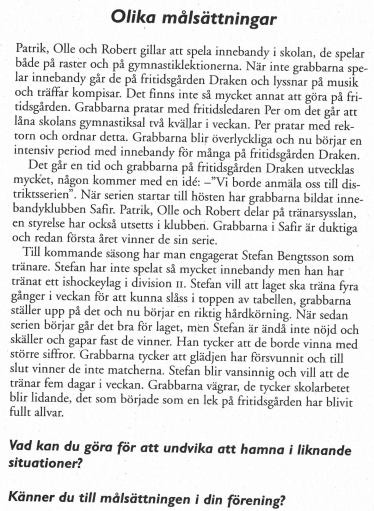 Olika målsättningar
Patrik, Olle och Robert gillar att spela innebandy i skolan, de spelar
både på raster och på gymnastiklektionerna. När inte grabbarna spe-
lar innebandy går de på fritidsgården Draken och lyssnar på musik
och träffar kompisar. Det finns inte så mycket annat att göra på fri-
tidsgården. Grabbarna pratar med fritidsledaren Per om det går att
låna skolans gymnastiksal två kvällar i veckan. Per pratar med rek-
torn och ordnar detta. Grabbarna blir överlyckliga och nu börjar en
intensiv period med innebandy för många på fritidsgården Draken.
Det går en tid och grabbarna på fritidsgården Draken utvecklas
mycket, någon kommer med en idé: –"Vi borde anmäla oss till dis-
triktsserien". När serien startar till hösten har grabbarna bildat inne-
bandyklubben Safir. Patrik, Olle och Robert delar på tränarsysslan,
en styrelse har också utsetts i klubben. Grabbarna i Safir är duktiga
och redan första året vinner de sin serie.
Till kommande säsong har man engagerat Stefan Bengtsson som
tränare. Stefan har inte spelat så mycket innebandy men han har
tränat ett ishockeylag i division II. Stefan vill att laget ska träna fyra
gånger i veckan för att kunna slåss i toppen av tabellen, grabbarna
ställer upp på det och nu börjar en riktig hårdkörning. När sedan
serien börjar går det bra för laget, men Stefan är ändå inte nöjd och
skäller och gapar fast de vinner. Han tycker att de borde vinna med
större siffror. Grabbarna tycker att glädjen har försvunnit och till
slut vinner de inte matcherna. Stefan blir vansinnig och vill att de
tränar fem dagar i veckan. Grabbarna vägrar, de tycker skolarbetet
blir lidande, det som började som en lek på fritidsgården har blivit
fullt allvar.
Vad kan du göra för att undvika att hamna i liknande
situationer?
Känner du till målsättningen i din förening?